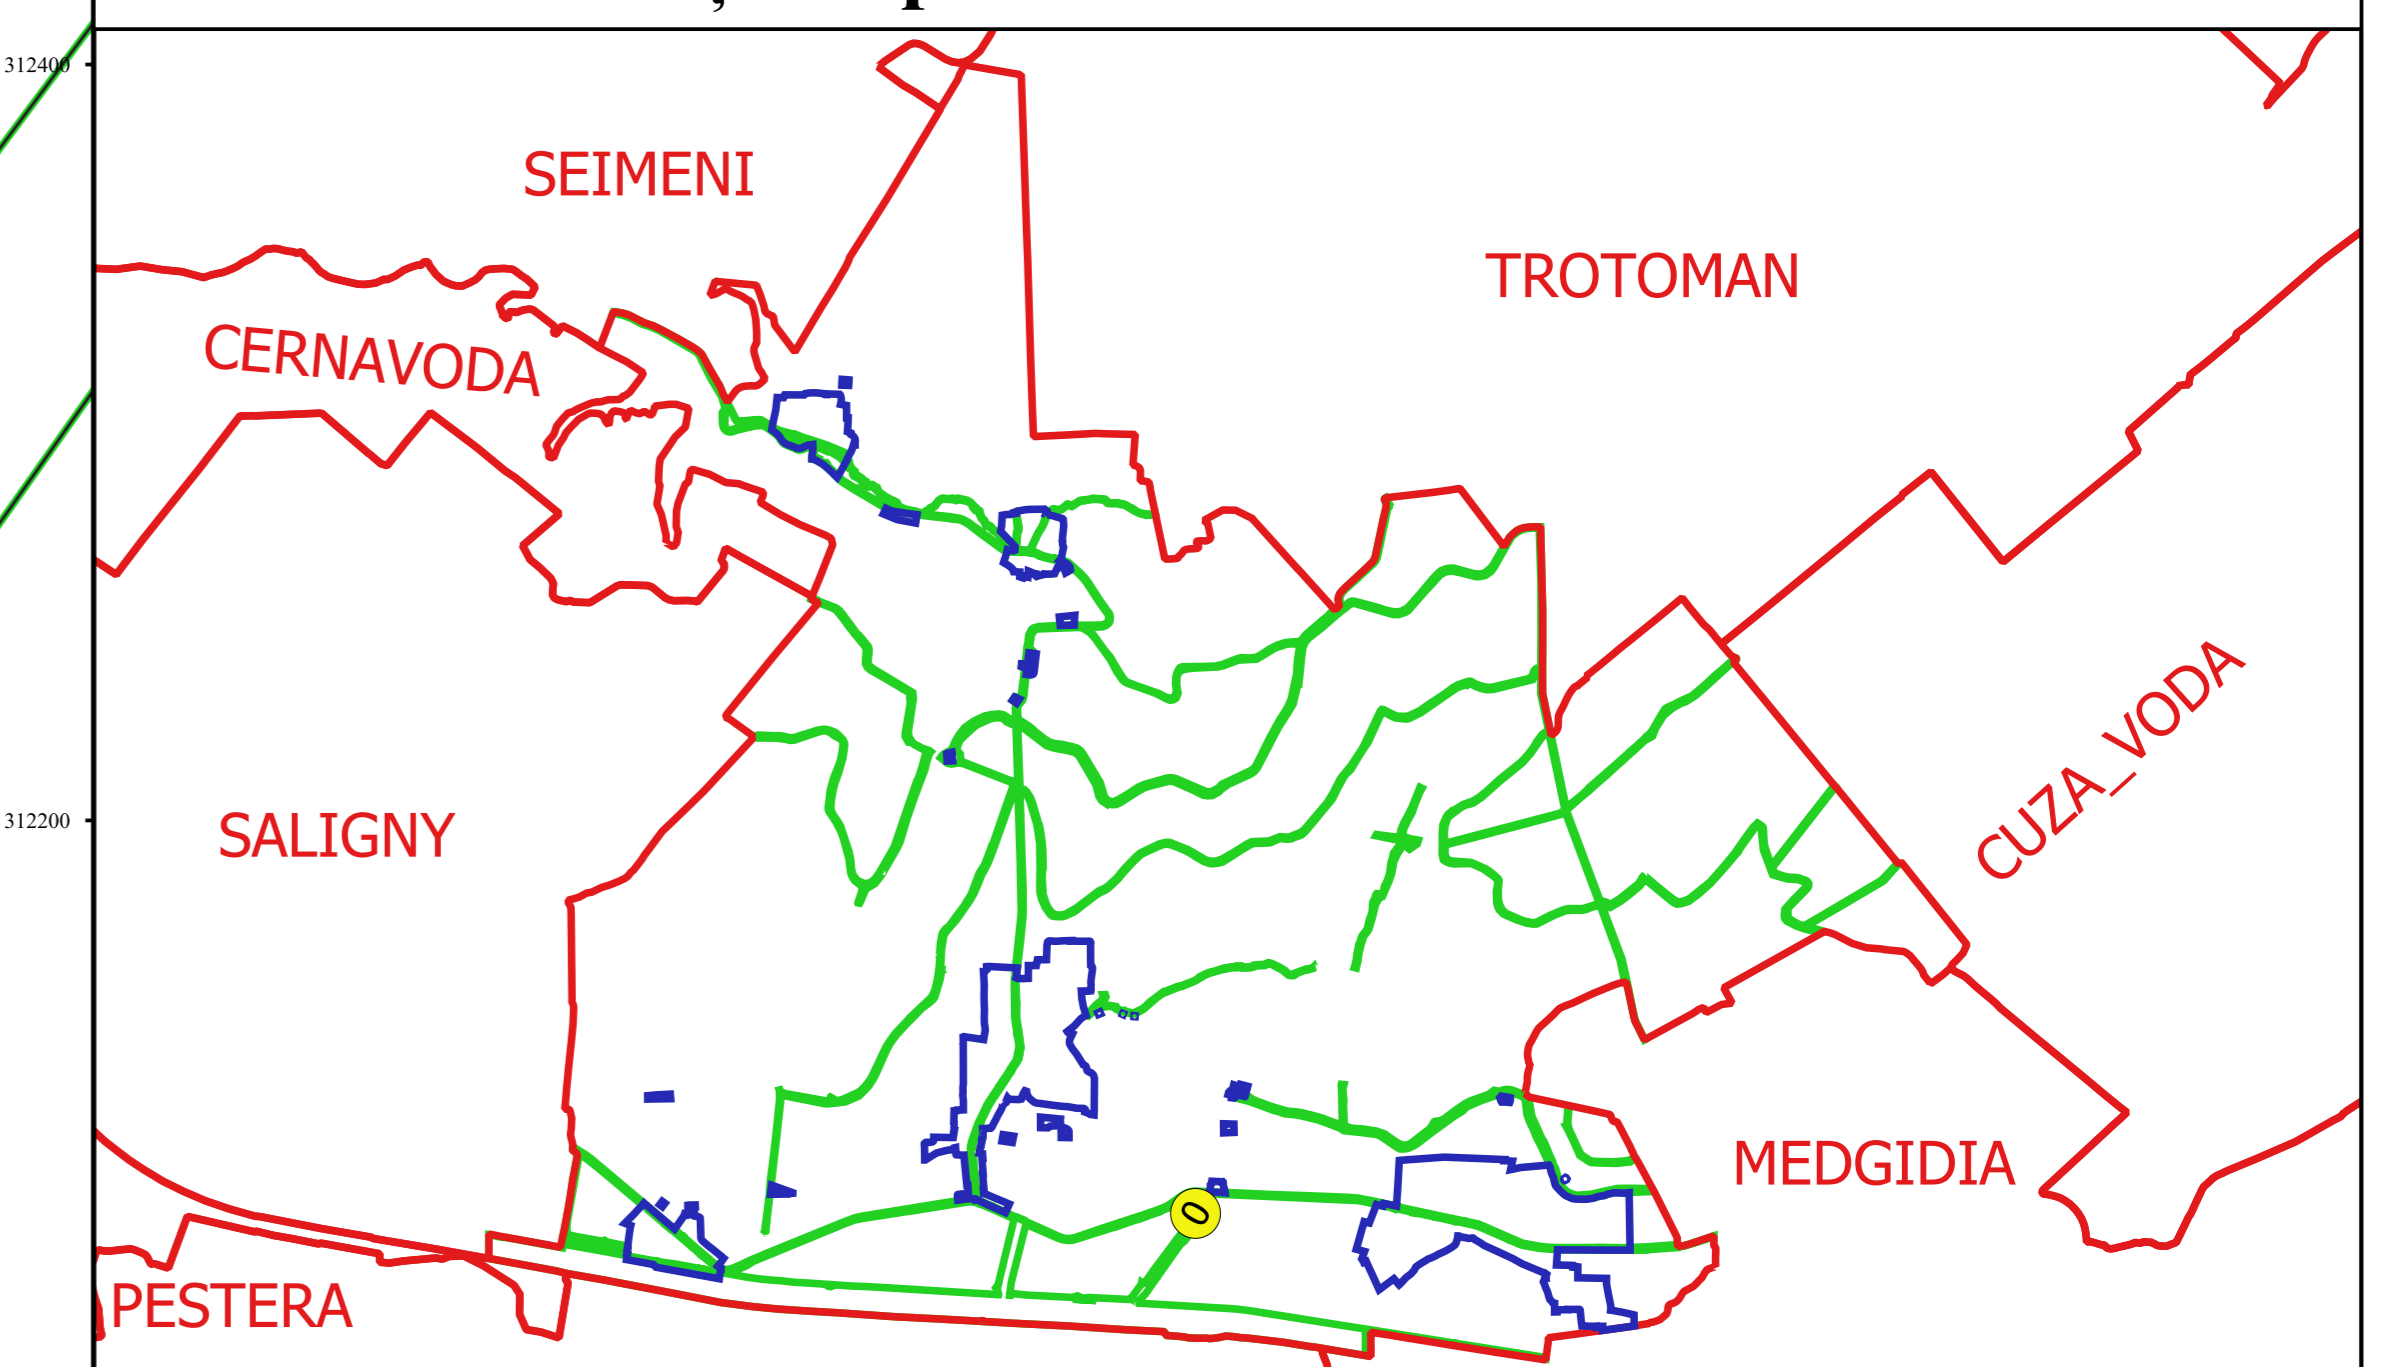 312400
SEIMENI
TROTOMAN
CERNAVODA
CUZA_VODA
SALIGNY
312200
MEDGIDIA
0
PESTERA